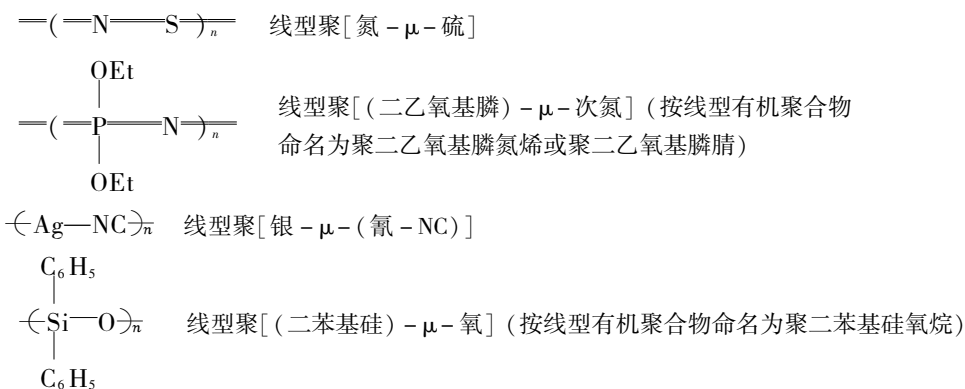 ═(═N——S)ₙ═ 线型聚[氮-μ-硫]
OEt
═(═P——N)ₙ═ 线型聚[(二乙氧基膦)-μ-次氮](按线型有机聚合物
命名为聚二乙氧基膦氮烯或聚二乙氧基膦腈)
OEt
(Ag—NC)ₙ 线型聚[银-μ-(氰-NC)]
C₆H₅
(Si—O)ₙ 线型聚[(二苯基硅)-μ-氧](按线型有机聚合物命名为聚二苯基硅氧烷)
C₆H₅